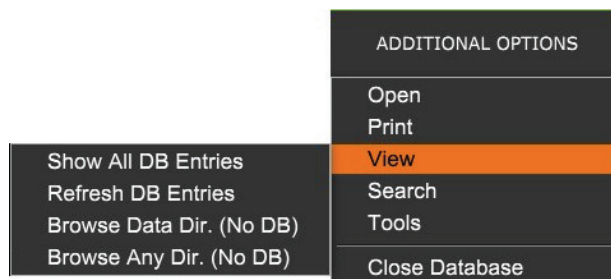 ADDITIONAL OPTIONS
Open
Print
View
Search
Tools
Close Database
Show All DB Entries
Refresh DB Entries
Browse Data Dir. (No DB)
Browse Any Dir. (No DB)